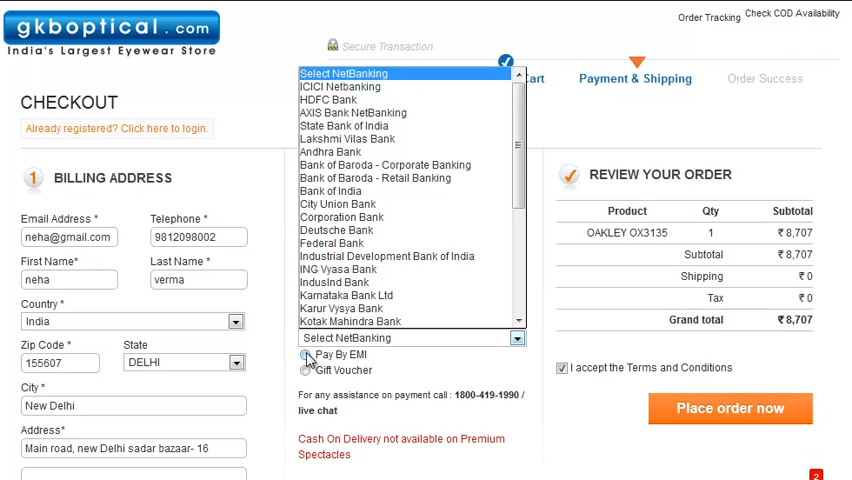 gkboptical.com
India's Largest Eyewear Store
Order Tracking
Check COD Availability
Secure Transaction
Cart
Payment & Shipping
Order Success
CHECKOUT
Already registered? Click here to login.
1 BILLING ADDRESS
Email Address *
Telephone *
neha@gmail.com
9812098002
First Name*
Last Name *
neha
verma
Country *
India
Zip Code *
State
155607
DELHI
City *
New Delhi
Address*
Main road, new Delhi sadar bazaar- 16
Select NetBanking
ICICI Netbanking
HDFC Bank
AXIS Bank NetBanking
State Bank of India
Lakshmi Vilas Bank
Andhra Bank
Bank of Baroda - Corporate Banking
Bank of Baroda - Retail Banking
Bank of India
City Union Bank
Corporation Bank
Deutsche Bank
Federal Bank
Industrial Development Bank of India
ING Vyasa Bank
IndusInd Bank
Karnataka Bank Ltd
Karur Vysya Bank
Kotak Mahindra Bank
Select NetBanking
Pay By EMI
Gift Voucher
For any assistance on payment call : 1800-419-1990 /
live chat
Cash On Delivery not available on Premium
Spectacles
REVIEW YOUR ORDER
Product Qty Subtotal
OAKLEY OX3135 1 ₹ 8,707
Subtotal ₹ 8,707
Shipping ₹ 0
Tax ₹ 0
Grand total ₹ 8,707
I accept the Terms and Conditions
Place order now
2